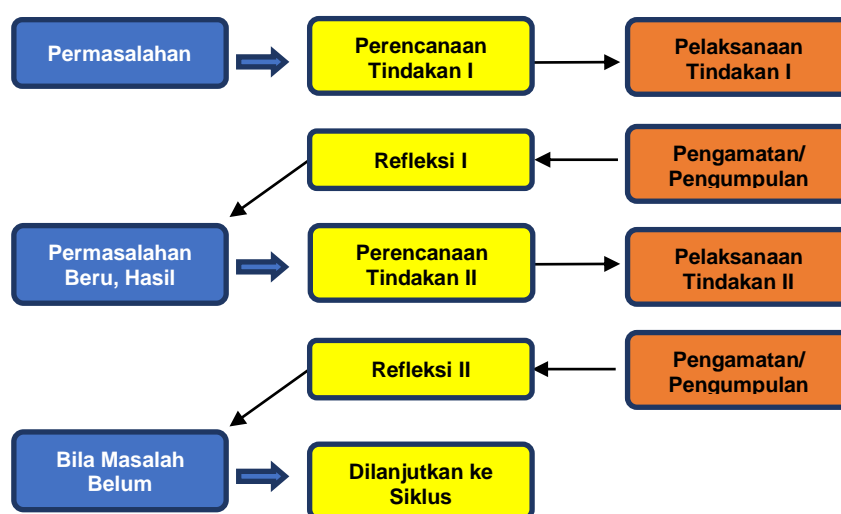 Permasalahan
Perencanaan
Tindakan I
Pelaksanaan
Tindakan I
Refleksi I
Pengamatan/
Pengumpulan
Permasalahan
Beru, Hasil
Perencanaan
Tindakan II
Pelaksanaan
Tindakan II
Refleksi II
Pengamatan/
Pengumpulan
Bila Masalah
Belum
Dilanjutkan ke
Siklus